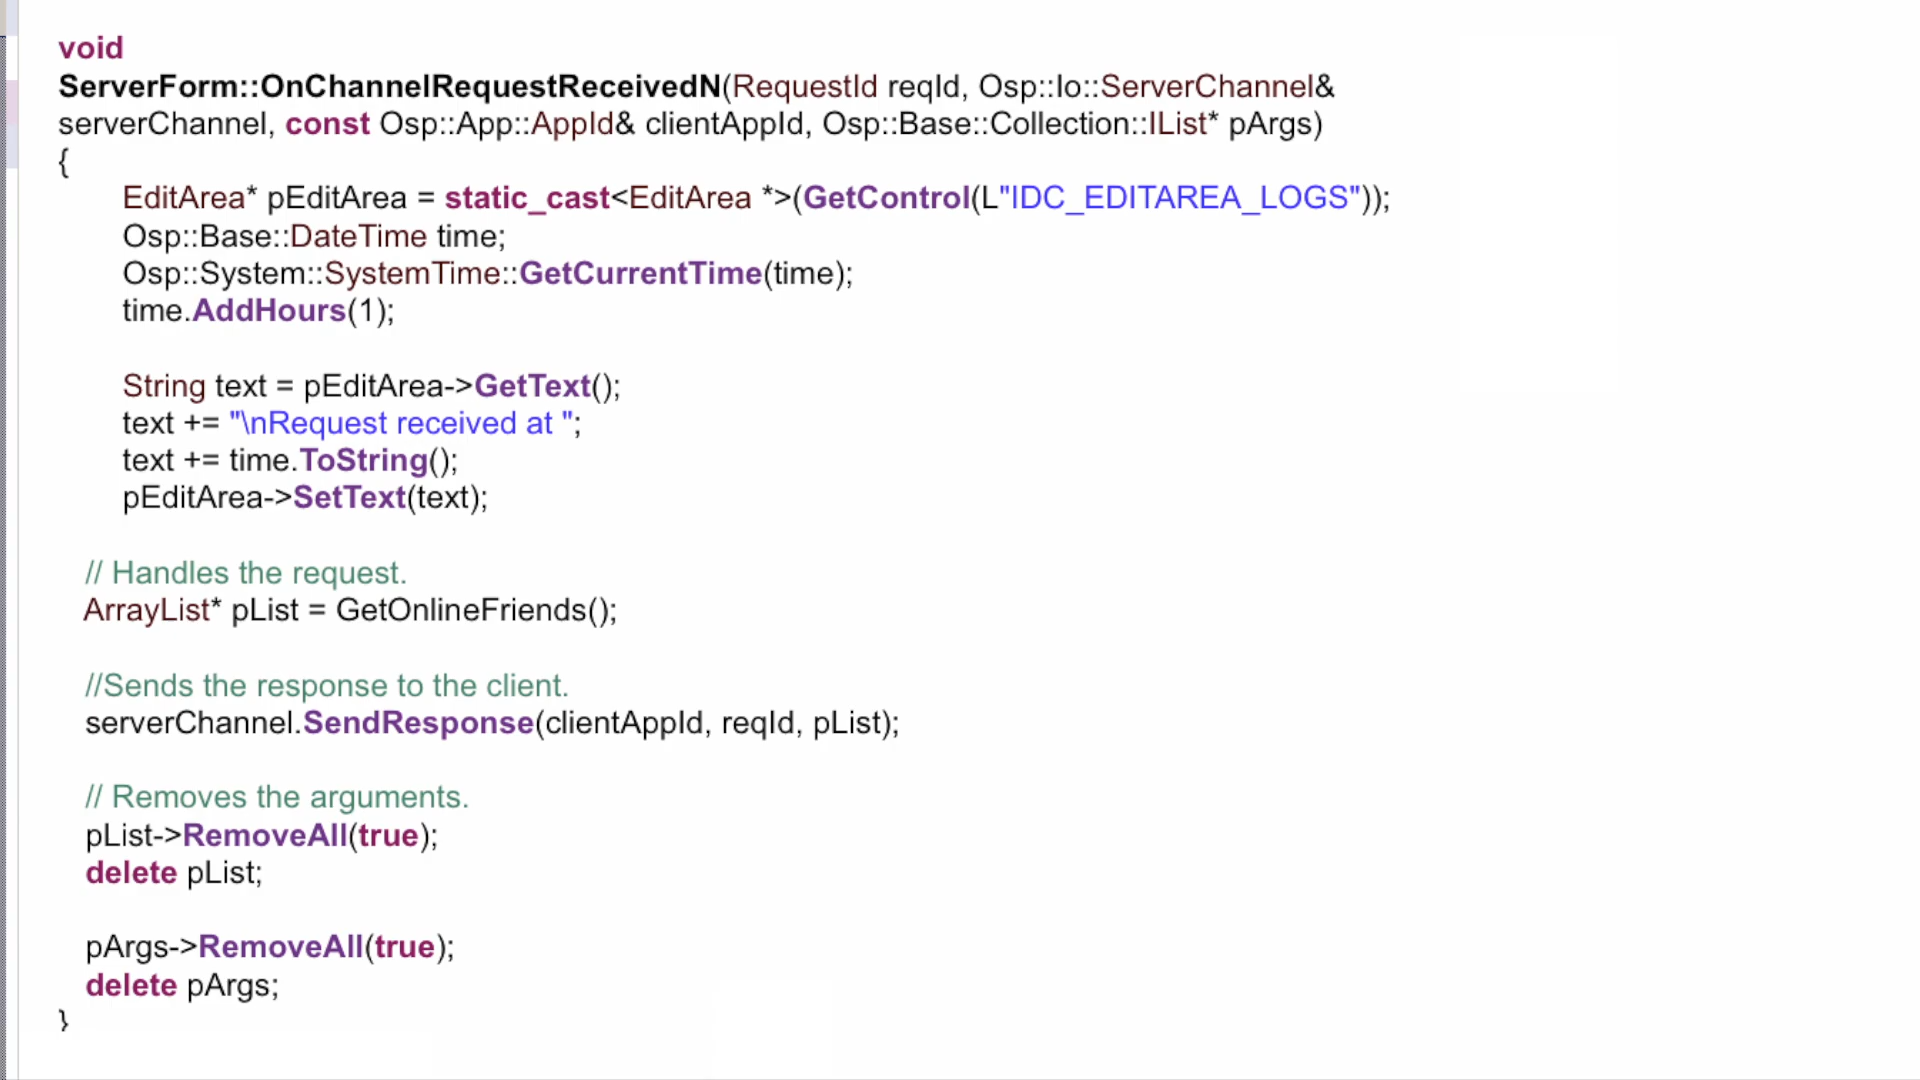 void
ServerForm::OnChannelRequestReceivedN(RequestId reqId, Osp::Io::ServerChannel&
serverChannel, const Osp::App::AppId& clientAppId, Osp::Base::Collection::IList* pArgs)
{
EditArea* pEditArea = static_cast<EditArea *>(GetControl(L"IDC_EDITAREA_LOGS"));
Osp::Base::DateTime time;
Osp::System::SystemTime::GetCurrentTime(time);
time.AddHours(1);
String text = pEditArea->GetText();
text += "\nRequest received at ";
text += time.ToString();
pEditArea->SetText(text);
// Handles the request.
ArrayList* pList = GetOnlineFriends();
//Sends the response to the client.
serverChannel.SendResponse(clientAppId, reqId, pList);
// Removes the arguments.
pList->RemoveAll(true);
delete pList;
pArgs->RemoveAll(true);
delete pArgs;
}